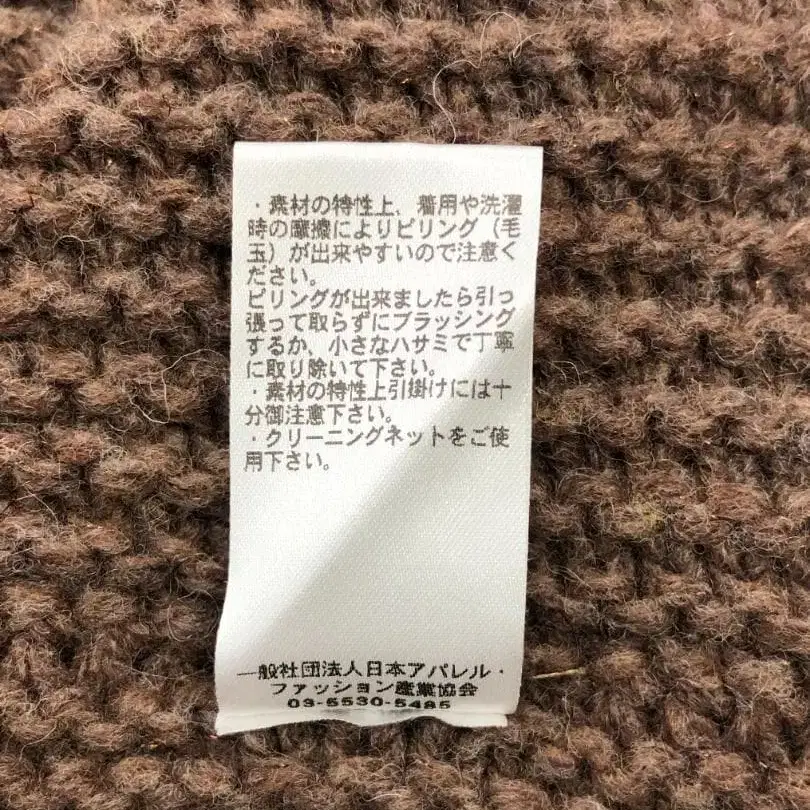 ・素材の特性上、着用や洗濯
時の摩擦によりピリング（毛
玉）が出来やすいので注意く
ださい。
ピリングが出来ましたら引っ
張って取らずにブラッシング
するか、小さなハサミで丁寧
に取り除いて下さい。
・素材の特性上引掛けには十
分御注意下さい。
・クリーニングネットをご使
用下さい。
一般社団法人日本アパレル・
ファッション産業協会
03-5530-5485